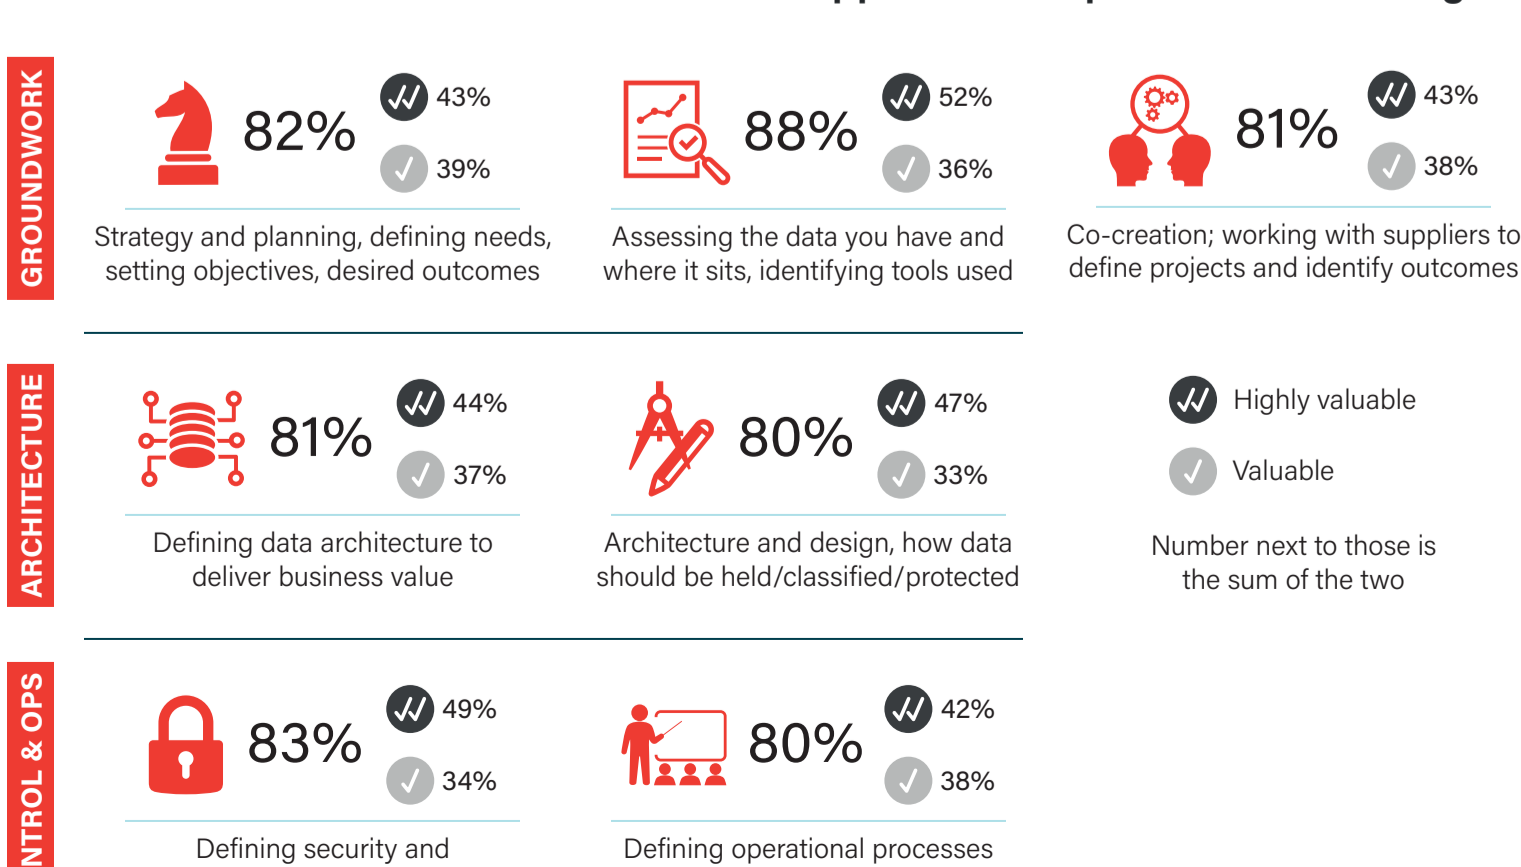 GROUNDWORK
82%
43%
39%
Strategy and planning, defining needs,
setting objectives, desired outcomes
88%
52%
36%
Assessing the data you have and
where it sits, identifying tools used
81%
43%
38%
Co-creation; working with suppliers to
define projects and identify outcomes
ARCHITECTURE
81%
44%
37%
Defining data architecture to
deliver business value
80%
47%
33%
Architecture and design, how data
should be held/classified/protected
Highly valuable
Valuable
Number next to those is
the sum of the two
NTROL & OPS
83%
49%
34%
Defining security and
80%
42%
38%
Defining operational processes